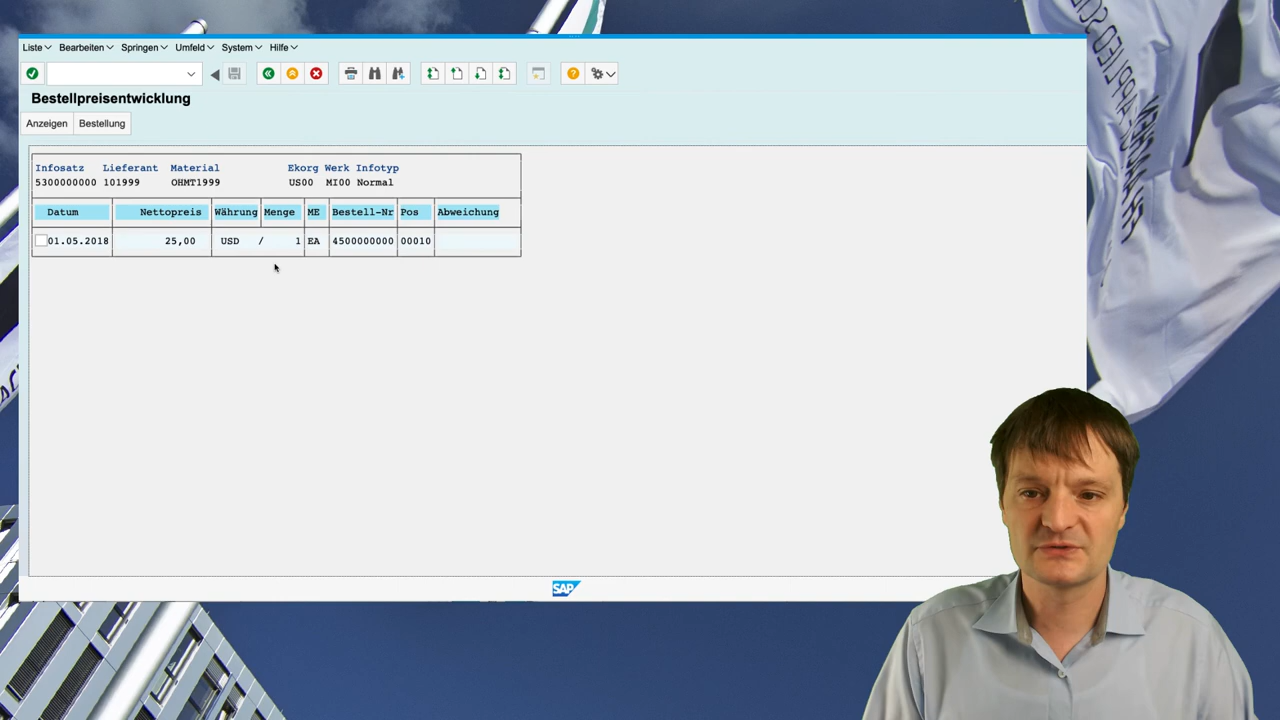 Liste Bearbeiten Springen Umfeld System Hilfe
Bestellpreisentwicklung
Anzeigen Bestellung
Infosatz Lieferant Material Ekorg Werk Infotyp
5300000000 101999 OHMT1999 US00 MI00 Normal
Datum Nettopreis Währung Menge ME Bestell-Nr Pos Abweichung
01.05.2018 25,00 USD / 1 EA 4500000000 00010
SAP